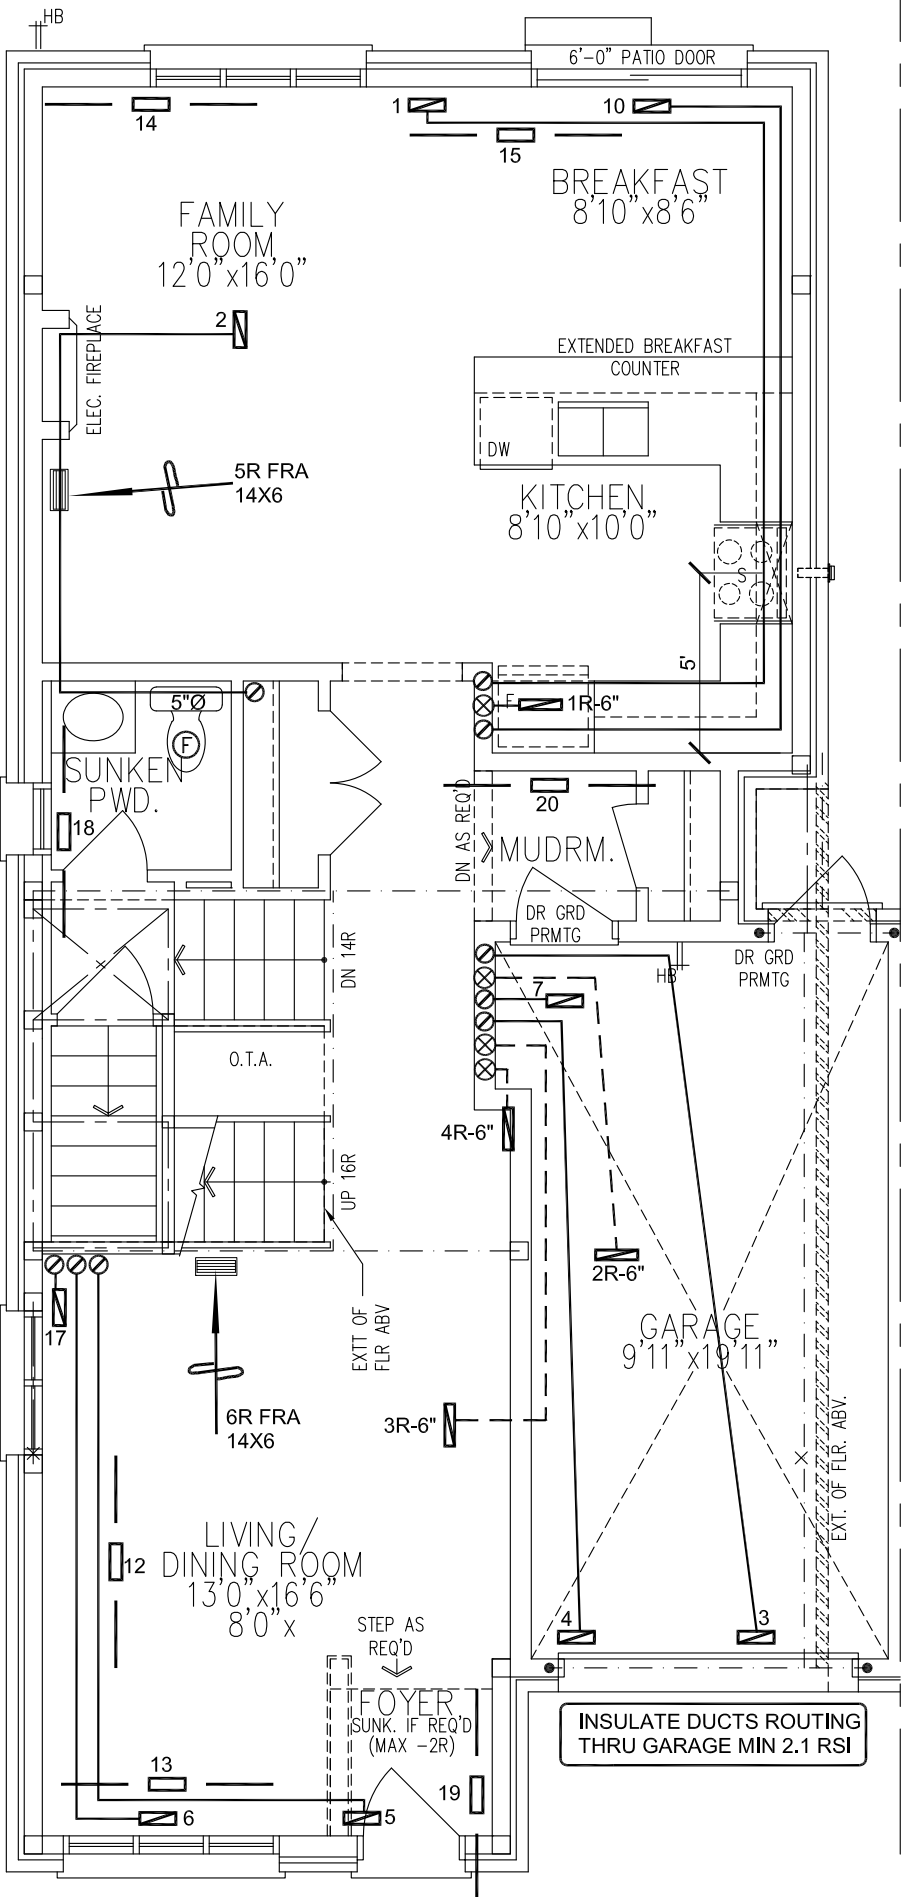 HB
6'-0" PATIO DOOR
14
1
10
15
BREAKFAST
8'10"x8'6"
FAMILY
ROOM
12'0"x16'0"
2
ELEC. FIREPLACE
EXTENDED BREAKFAST
COUNTER
DW
5R FRA
14X6
KITCHEN
8'10"x10'0"
S
5'
5"Ø
F
F
1R-6"
SUNKEN
PWD.
18
DN AS REQ'D
20
MUDRM.
DR GRD
PRMTG
DN 14R
HB
DR GRD
PRMTG
7
O.T.A.
4R-6"
UP 16R
2R-6"
17
EXTT OF
FLR ABV
GARAGE
9'11"x19'11"
6R FRA
14X6
3R-6"
EXT. OF FLR. ABV.
12
LIVING/
DINING ROOM
13'0"x16'6"
8'0"x
STEP AS
REQ'D
4
3
FOYER
SUNK. IF REQ'D
(MAX -2R)
INSULATE DUCTS ROUTING
THRU GARAGE MIN 2.1 RSI
13
19
6
5